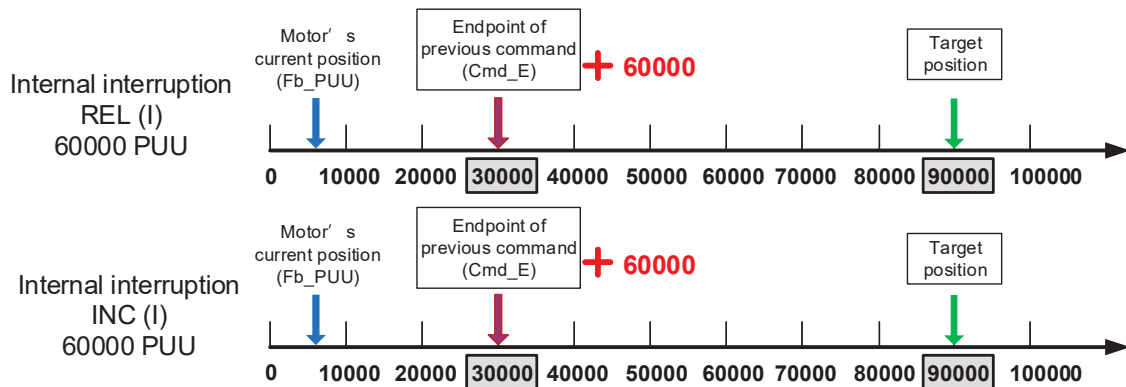 Internal interruption
REL (I)
60000 PUU
Motor’s
current position
(Fb_PUU)
Endpoint of
previous command
(Cmd_E)
+ 60000
Target
position
0 10000 20000 30000 40000 50000 60000 70000 80000 90000 100000
Internal interruption
INC (I)
60000 PUU
Motor’s
current position
(Fb_PUU)
Endpoint of
previous command
(Cmd_E)
+ 60000
Target
position
0 10000 20000 30000 40000 50000 60000 70000 80000 90000 100000